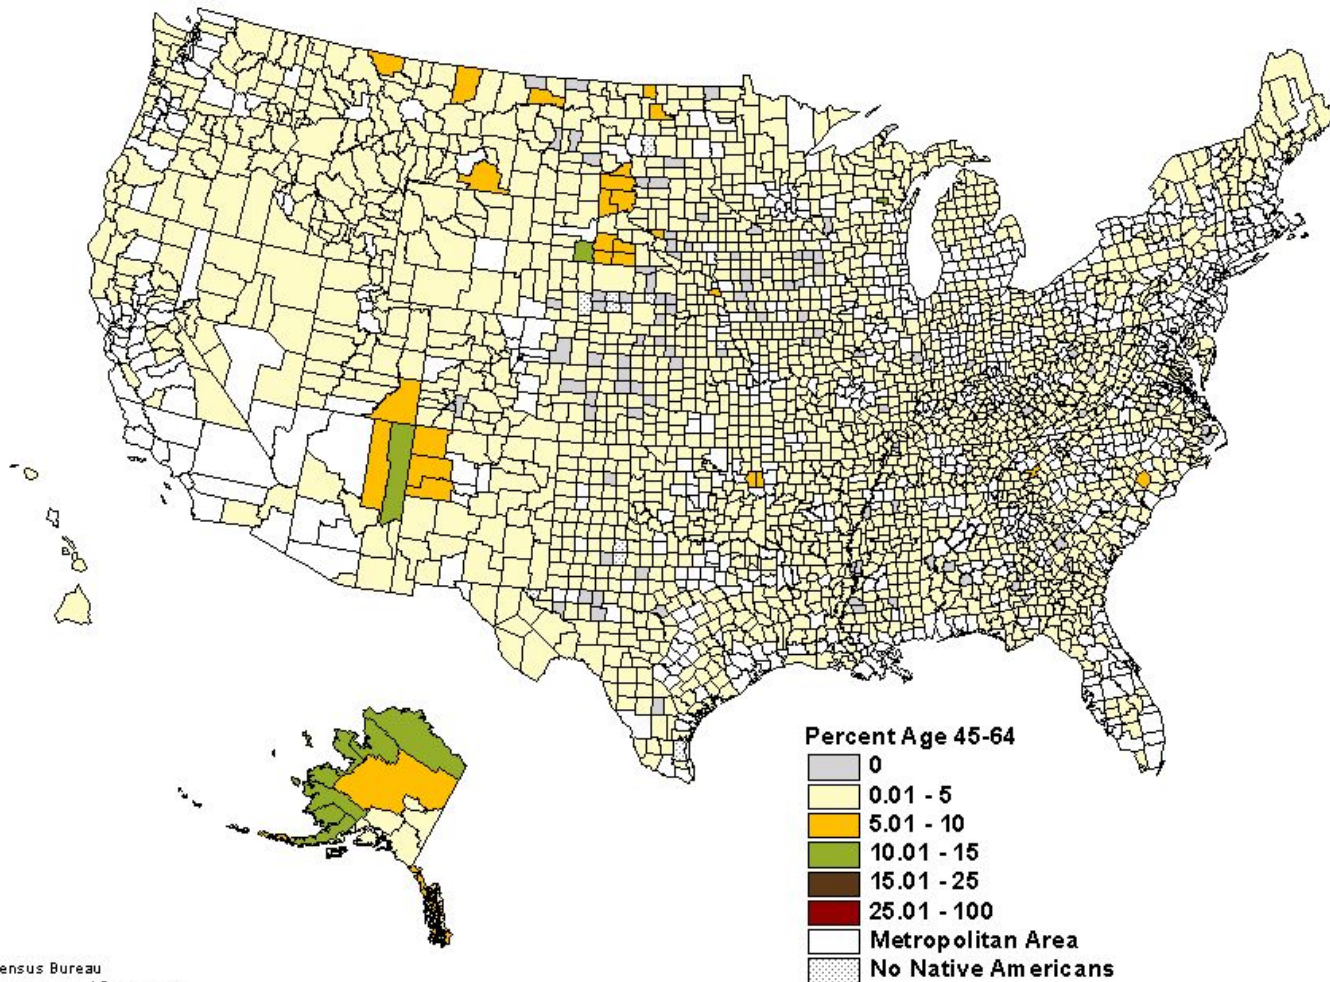 Percent Age 45-64
0
0.01 - 5
5.01 - 10
10.01 - 15
15.01 - 25
25.01 - 100
Metropolitan Area
No Native Americans
ensus Bureau